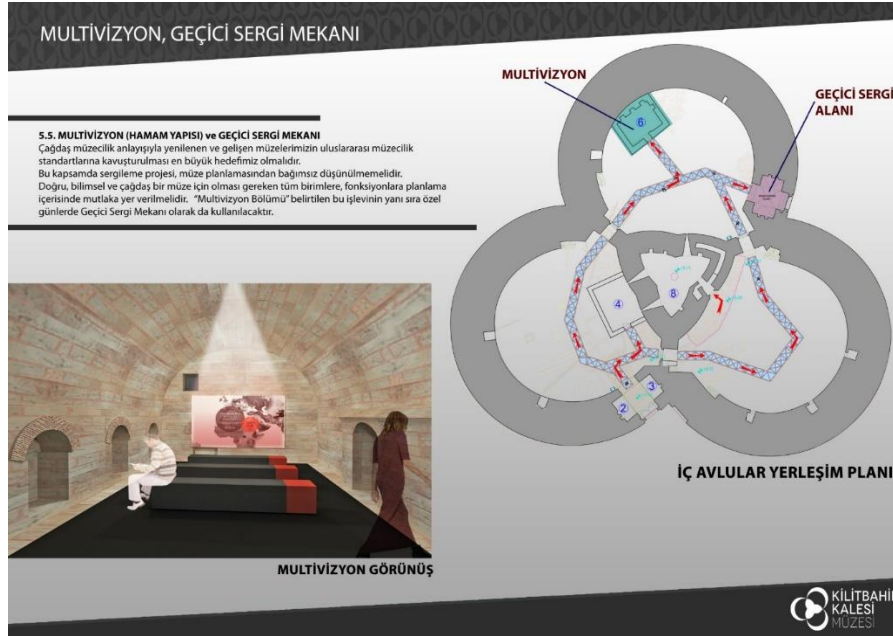 MULTİVİZYON, GEÇİCİ SERGİ MEKANI
5.5. MULTİVİZYON (HAMAM YAPISI) ve GEÇİCİ SERGİ MEKANI
Çağdaş müzecilik anlayışıyla yenilenen ve gelişen müzelerimizin uluslararası müzecilik
standartlarına kavuşturulması en büyük hedefimiz olmalıdır.
Bu kapsamda sergileme projesi, müze planlamasından bağımsız düşünülmemelidir.
Doğru, bilimsel ve çağdaş bir müze için olması gereken tüm birimlere, fonksiyonlara planlama
içerisinde mutlaka yer verilmelidir. "Multivizyon Bölümü" belirtilen bu işlevinin yanı sıra özel
günlerde Geçici Sergi Mekanı olarak da kullanılacaktır.
MULTİVİZYON
GEÇİCİ SERGİ
ALANI
6
4
8
3
2
İÇ AVLULAR YERLEŞİM PLANI
MULTİVİZYON GÖRÜNÜŞ
KİLİTBAHİR
KALESİ
MÜZESİ